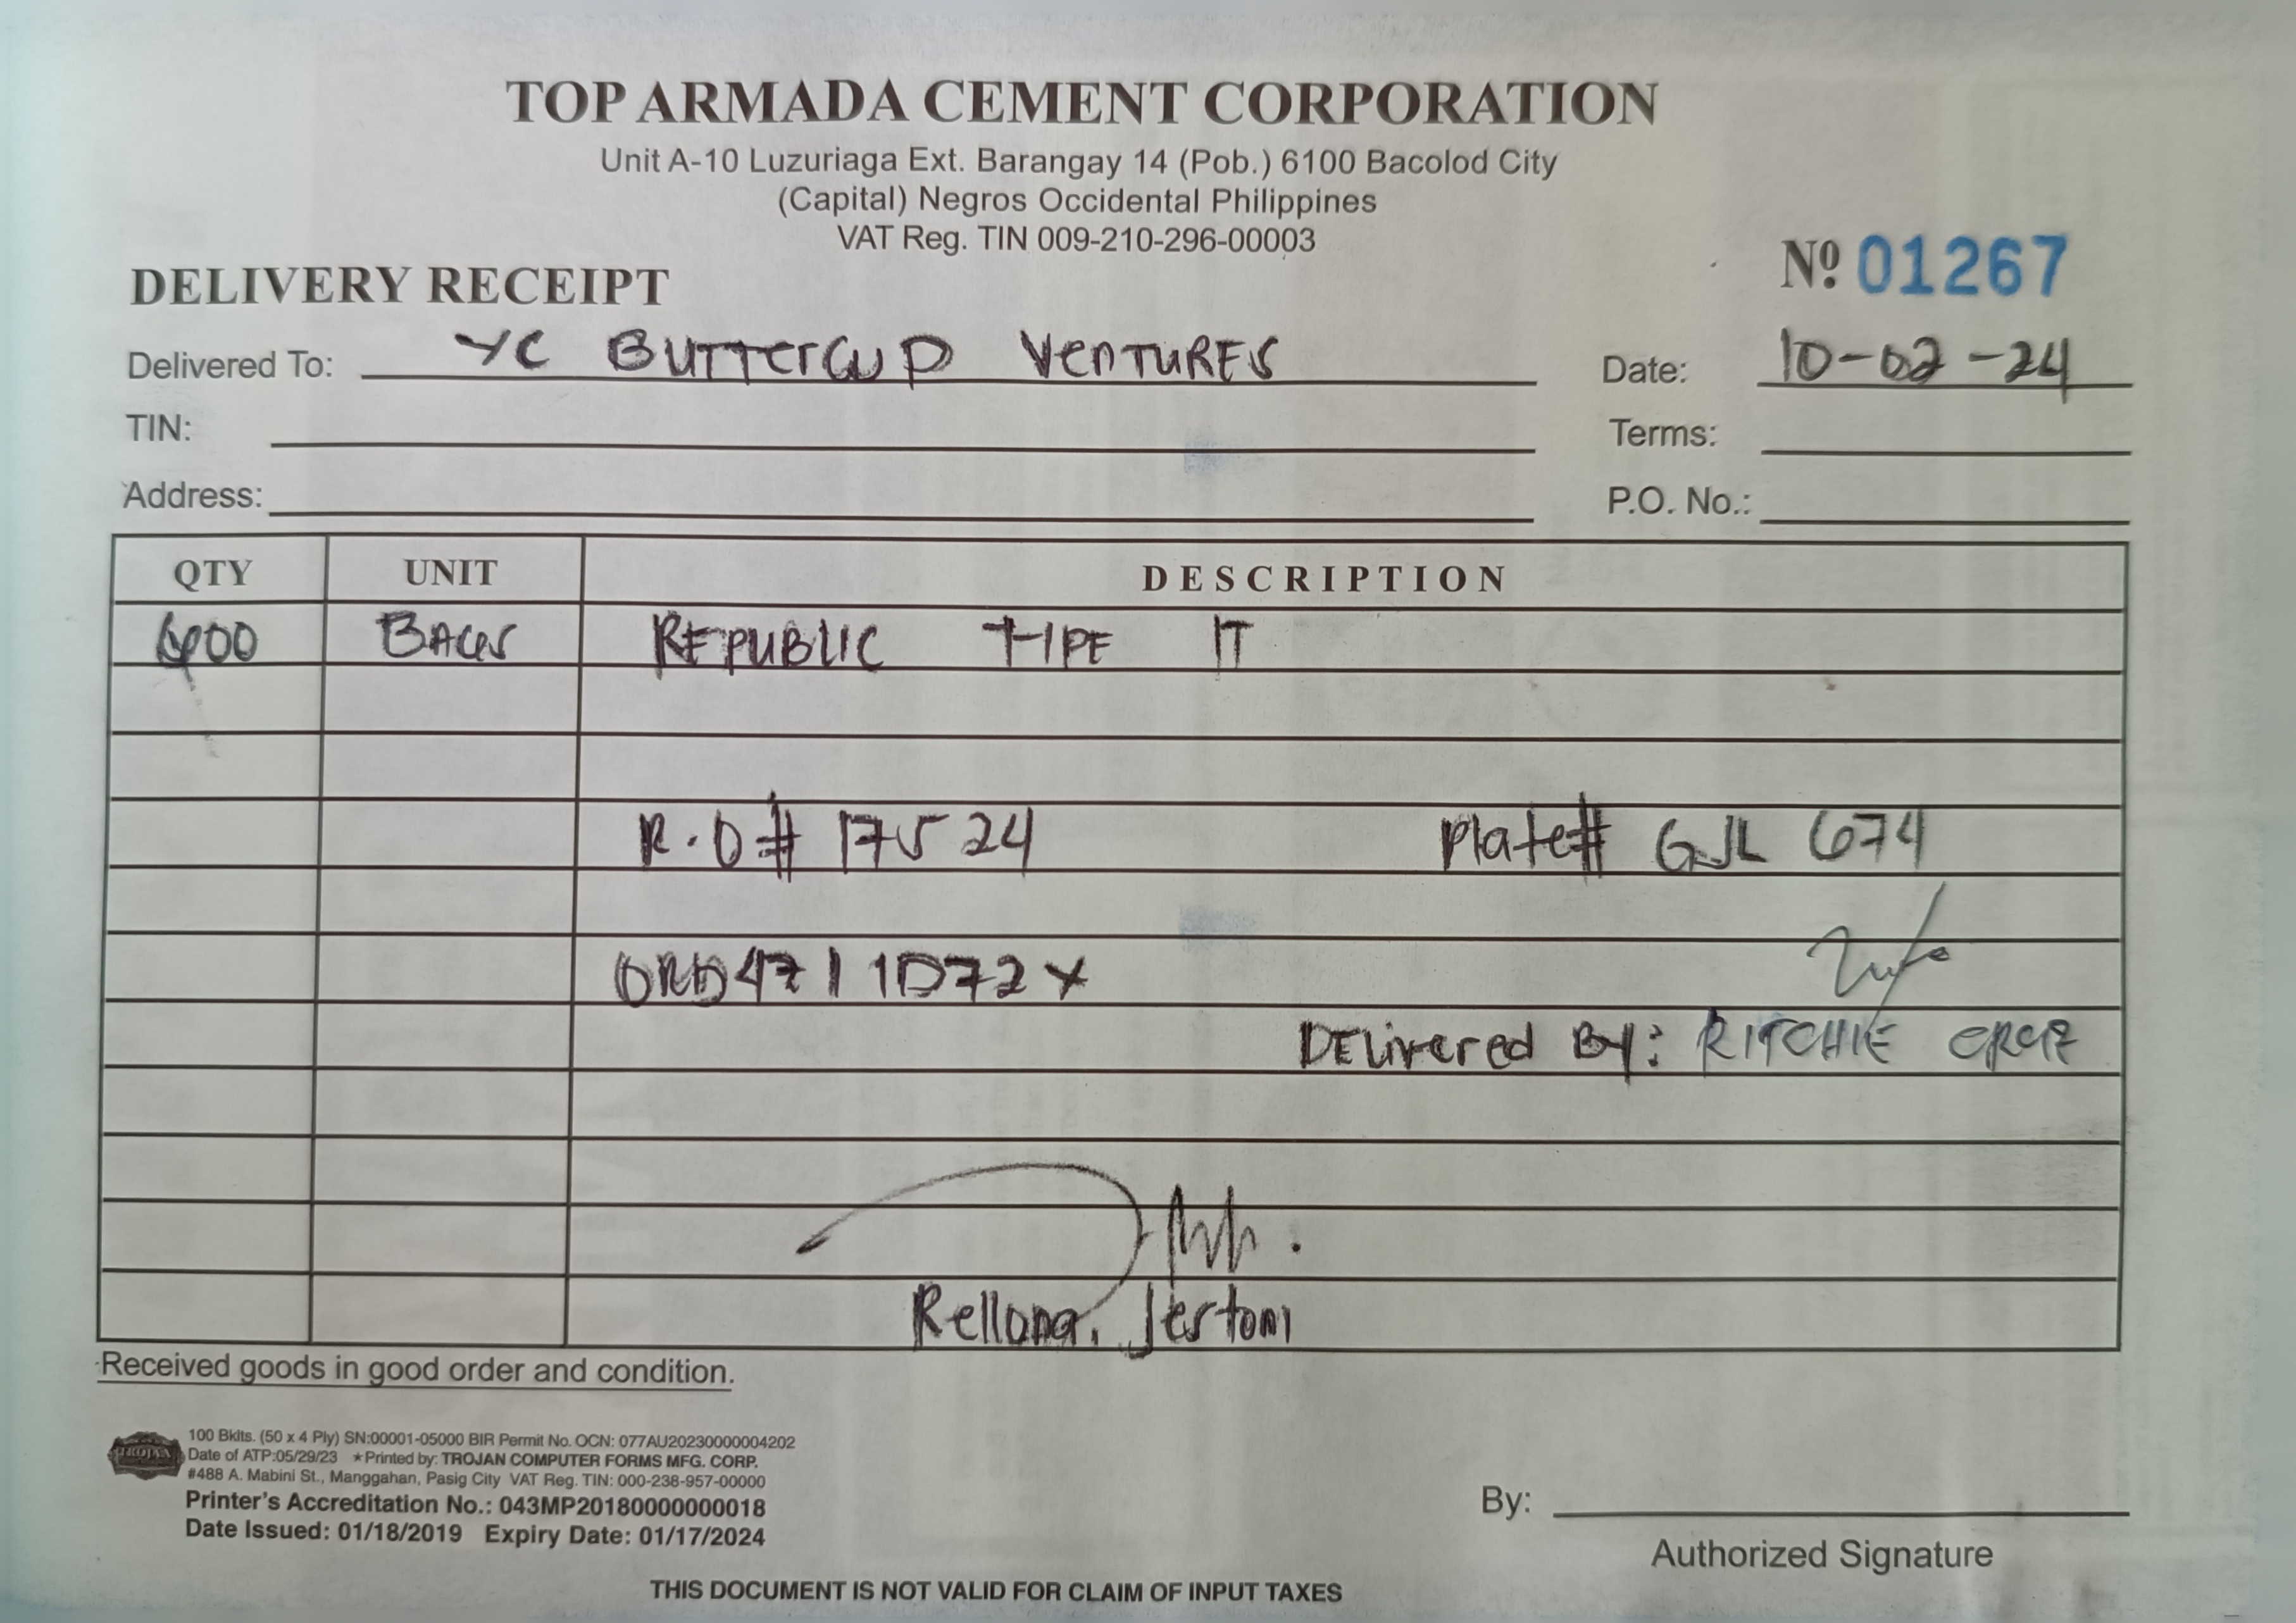 TOP ARMADA CEMENT CORPORATION
Unit A-10 Luzuriaga Ext. Barangay 14 (Pob.) 6100 Bacolod City
(Capital) Negros Occidental Philippines
VAT Reg. TIN 009-210-296-00003
DELIVERY RECEIPT Nº 01267
Delivered To: YC BUTTERCUP VENTURES Date: 10-02-24
TIN: Terms:
Address: P.O. No.:
QTY UNIT DESCRIPTION
BAGS REPUBLIC TYPE IT
R.O# 17524 Plate# GJL 674
ORD4711D72X
DELIVERED By: RITCHIE
Rellona, Jertoni
Received goods in good order and condition.
100 Bklts. (50 x 4 Ply) SN:00001-05000 BIR Permit No. OCN: 077AU20230000004202
Date of ATP:05/29/23 ★Printed by: TROJAN COMPUTER FORMS MFG. CORP.
#488 A. Mabini St., Manggahan, Pasig City VAT Reg. TIN: 000-238-957-00000
Printer's Accreditation No.: 043MP20180000000018
Date Issued: 01/18/2019 Expiry Date: 01/17/2024
By:
Authorized Signature
THIS DOCUMENT IS NOT VALID FOR CLAIM OF INPUT TAXES